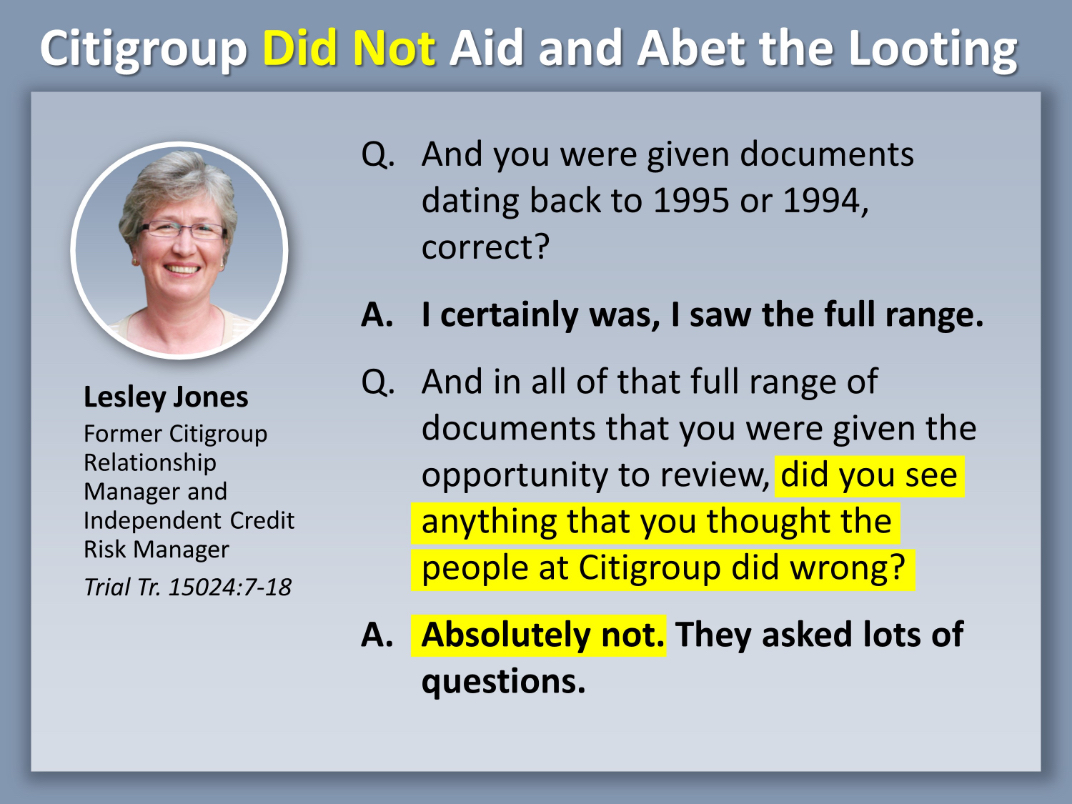 Citigroup Did Not Aid and Abet the Looting
Lesley Jones
Former Citigroup
Relationship
Manager and
Independent Credit
Risk Manager
Trial Tr. 15024:7-18
Q. And you were given documents
dating back to 1995 or 1994,
correct?
A. I certainly was, I saw the full range.
Q. And in all of that full range of
documents that you were given the
opportunity to review, did you see
anything that you thought the
people at Citigroup did wrong?
A. Absolutely not. They asked lots of
questions.